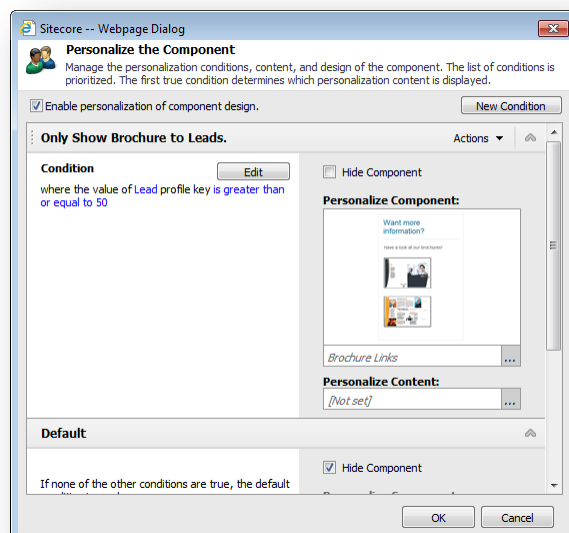 Sitecore -- Webpage Dialog
Personalize the Component
Manage the personalization conditions, content, and design of the component. The list of conditions is
prioritized. The first true condition determines which personalization content is displayed.
Enable personalization of component design.
New Condition
Only Show Brochure to Leads.
Actions
Condition
Edit
where the value of Lead profile key is greater than
or equal to 50
Hide Component
Personalize Component:
Want more
information?
Have a look at our brochures!
Brochure Links
...
Personalize Content:
[Not set]
...
Default
Hide Component
If none of the other conditions are true, the default
OK
Cancel